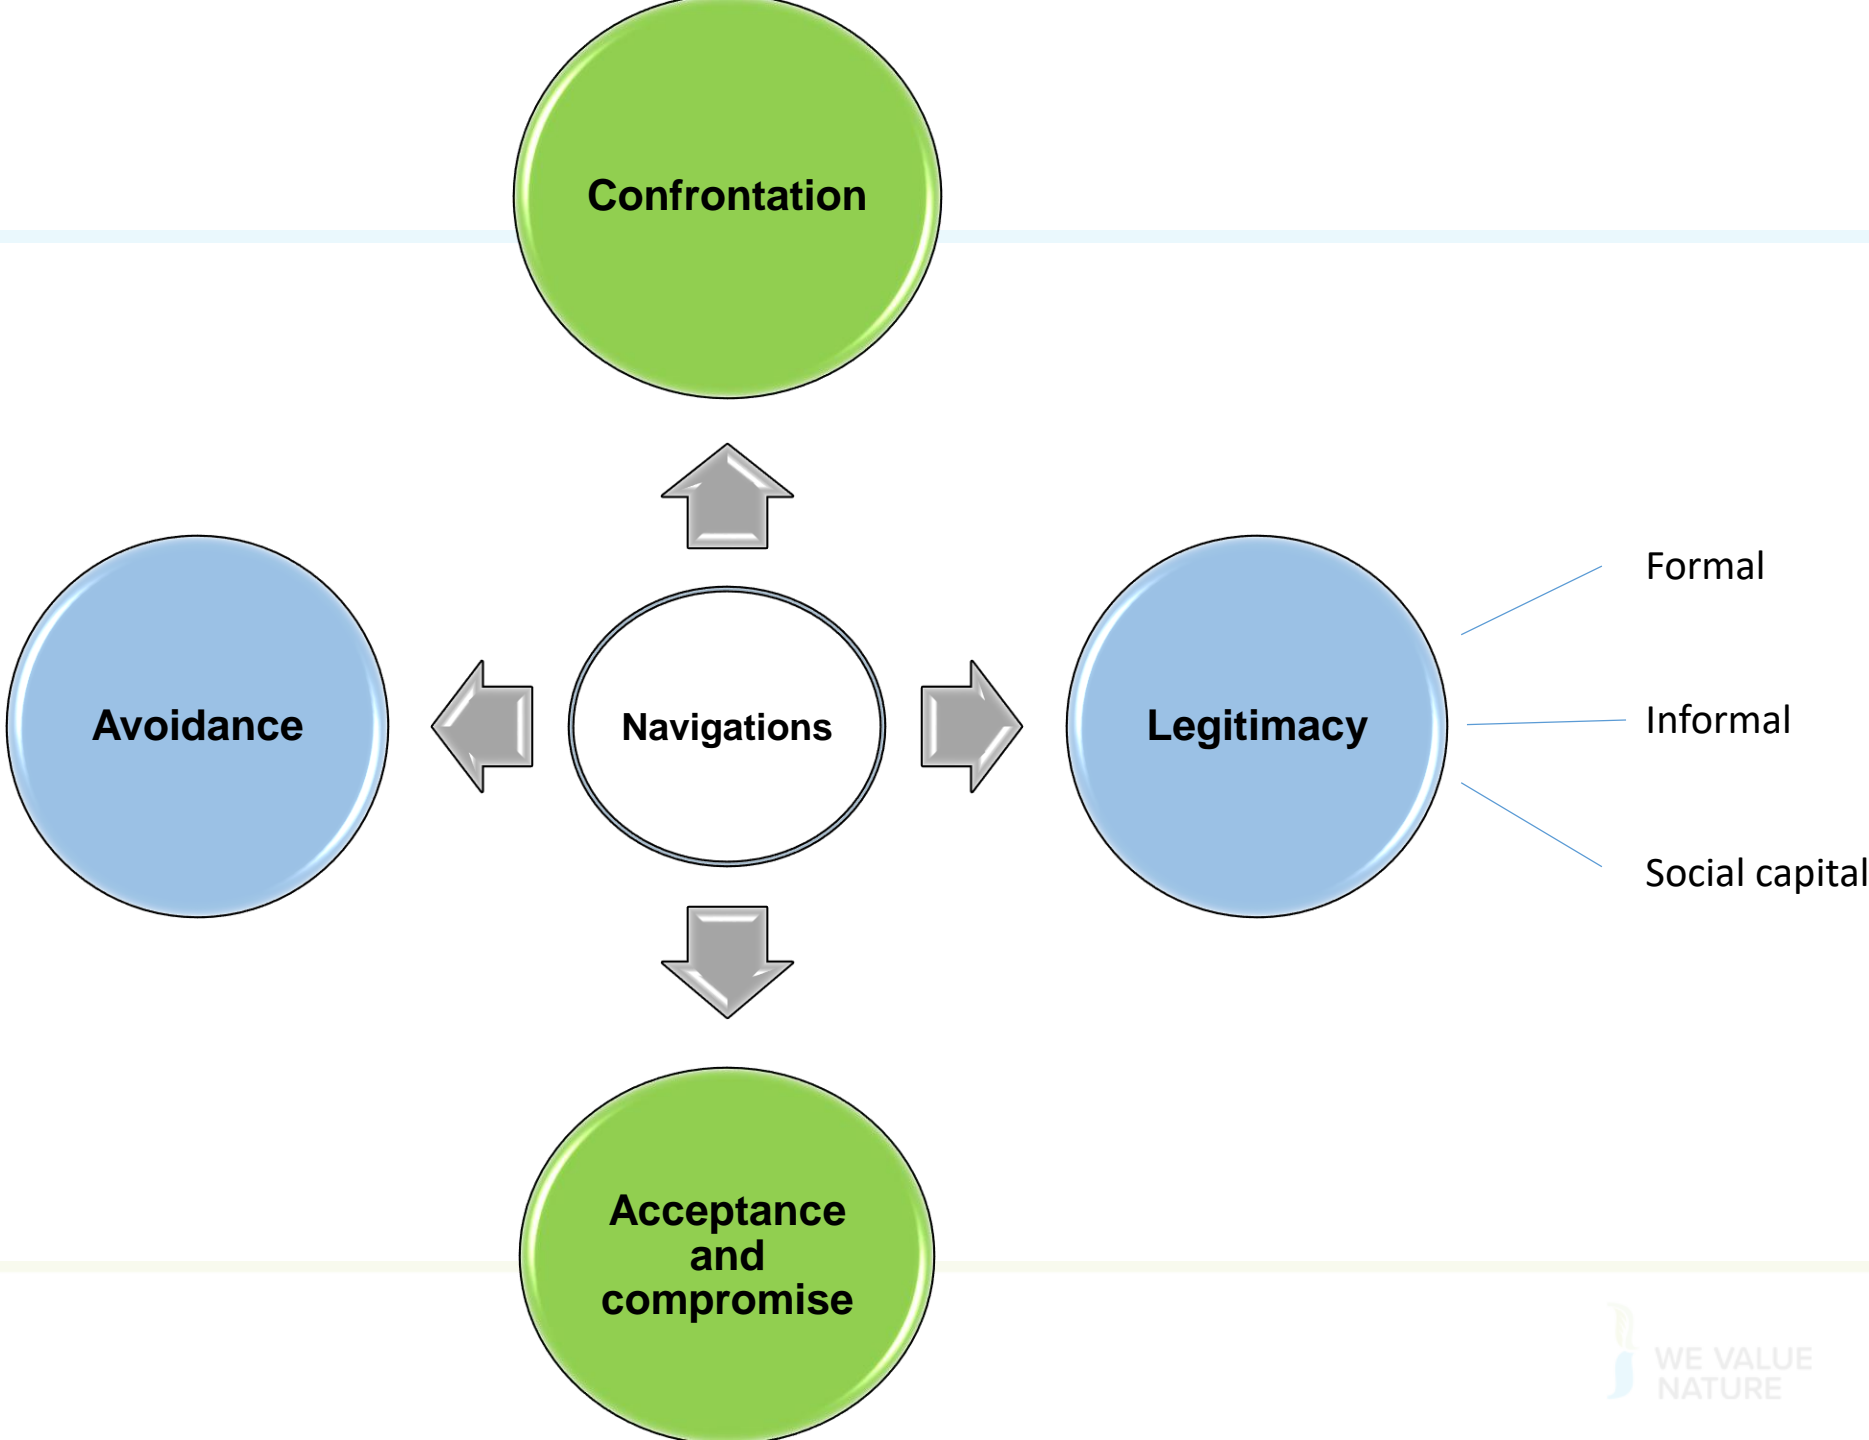 Confrontation
Formal
Avoidance
Navigations
Legitimacy
Informal
Social capital
Acceptance
and
compromise
WE VALUE
NATURE